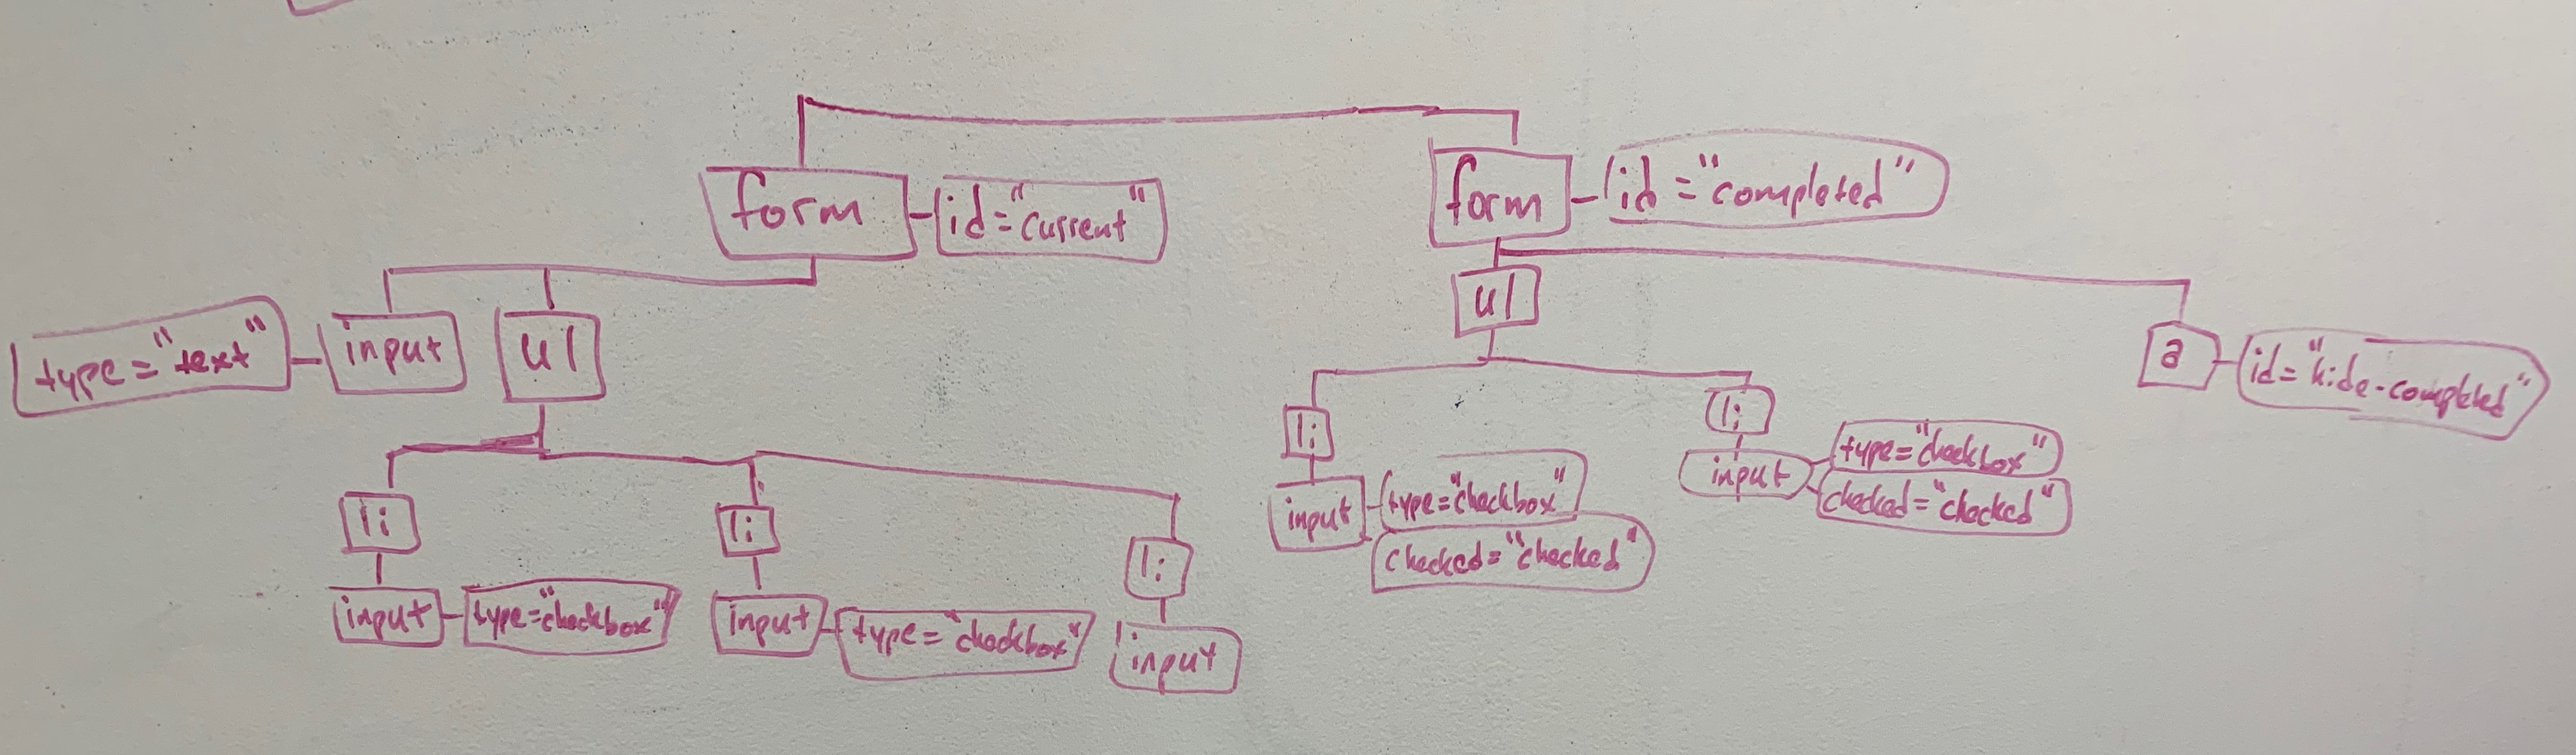 form
id="current"
form
id="completed"
type="text"
input
ul
ul
a
id="hide-completed"
li
li
li
li
li
input
type="checkbox"
checked="checked"
input
type="checkbox"
checked="checked"
input
type="checkbox"
input
type="checkbox"
input